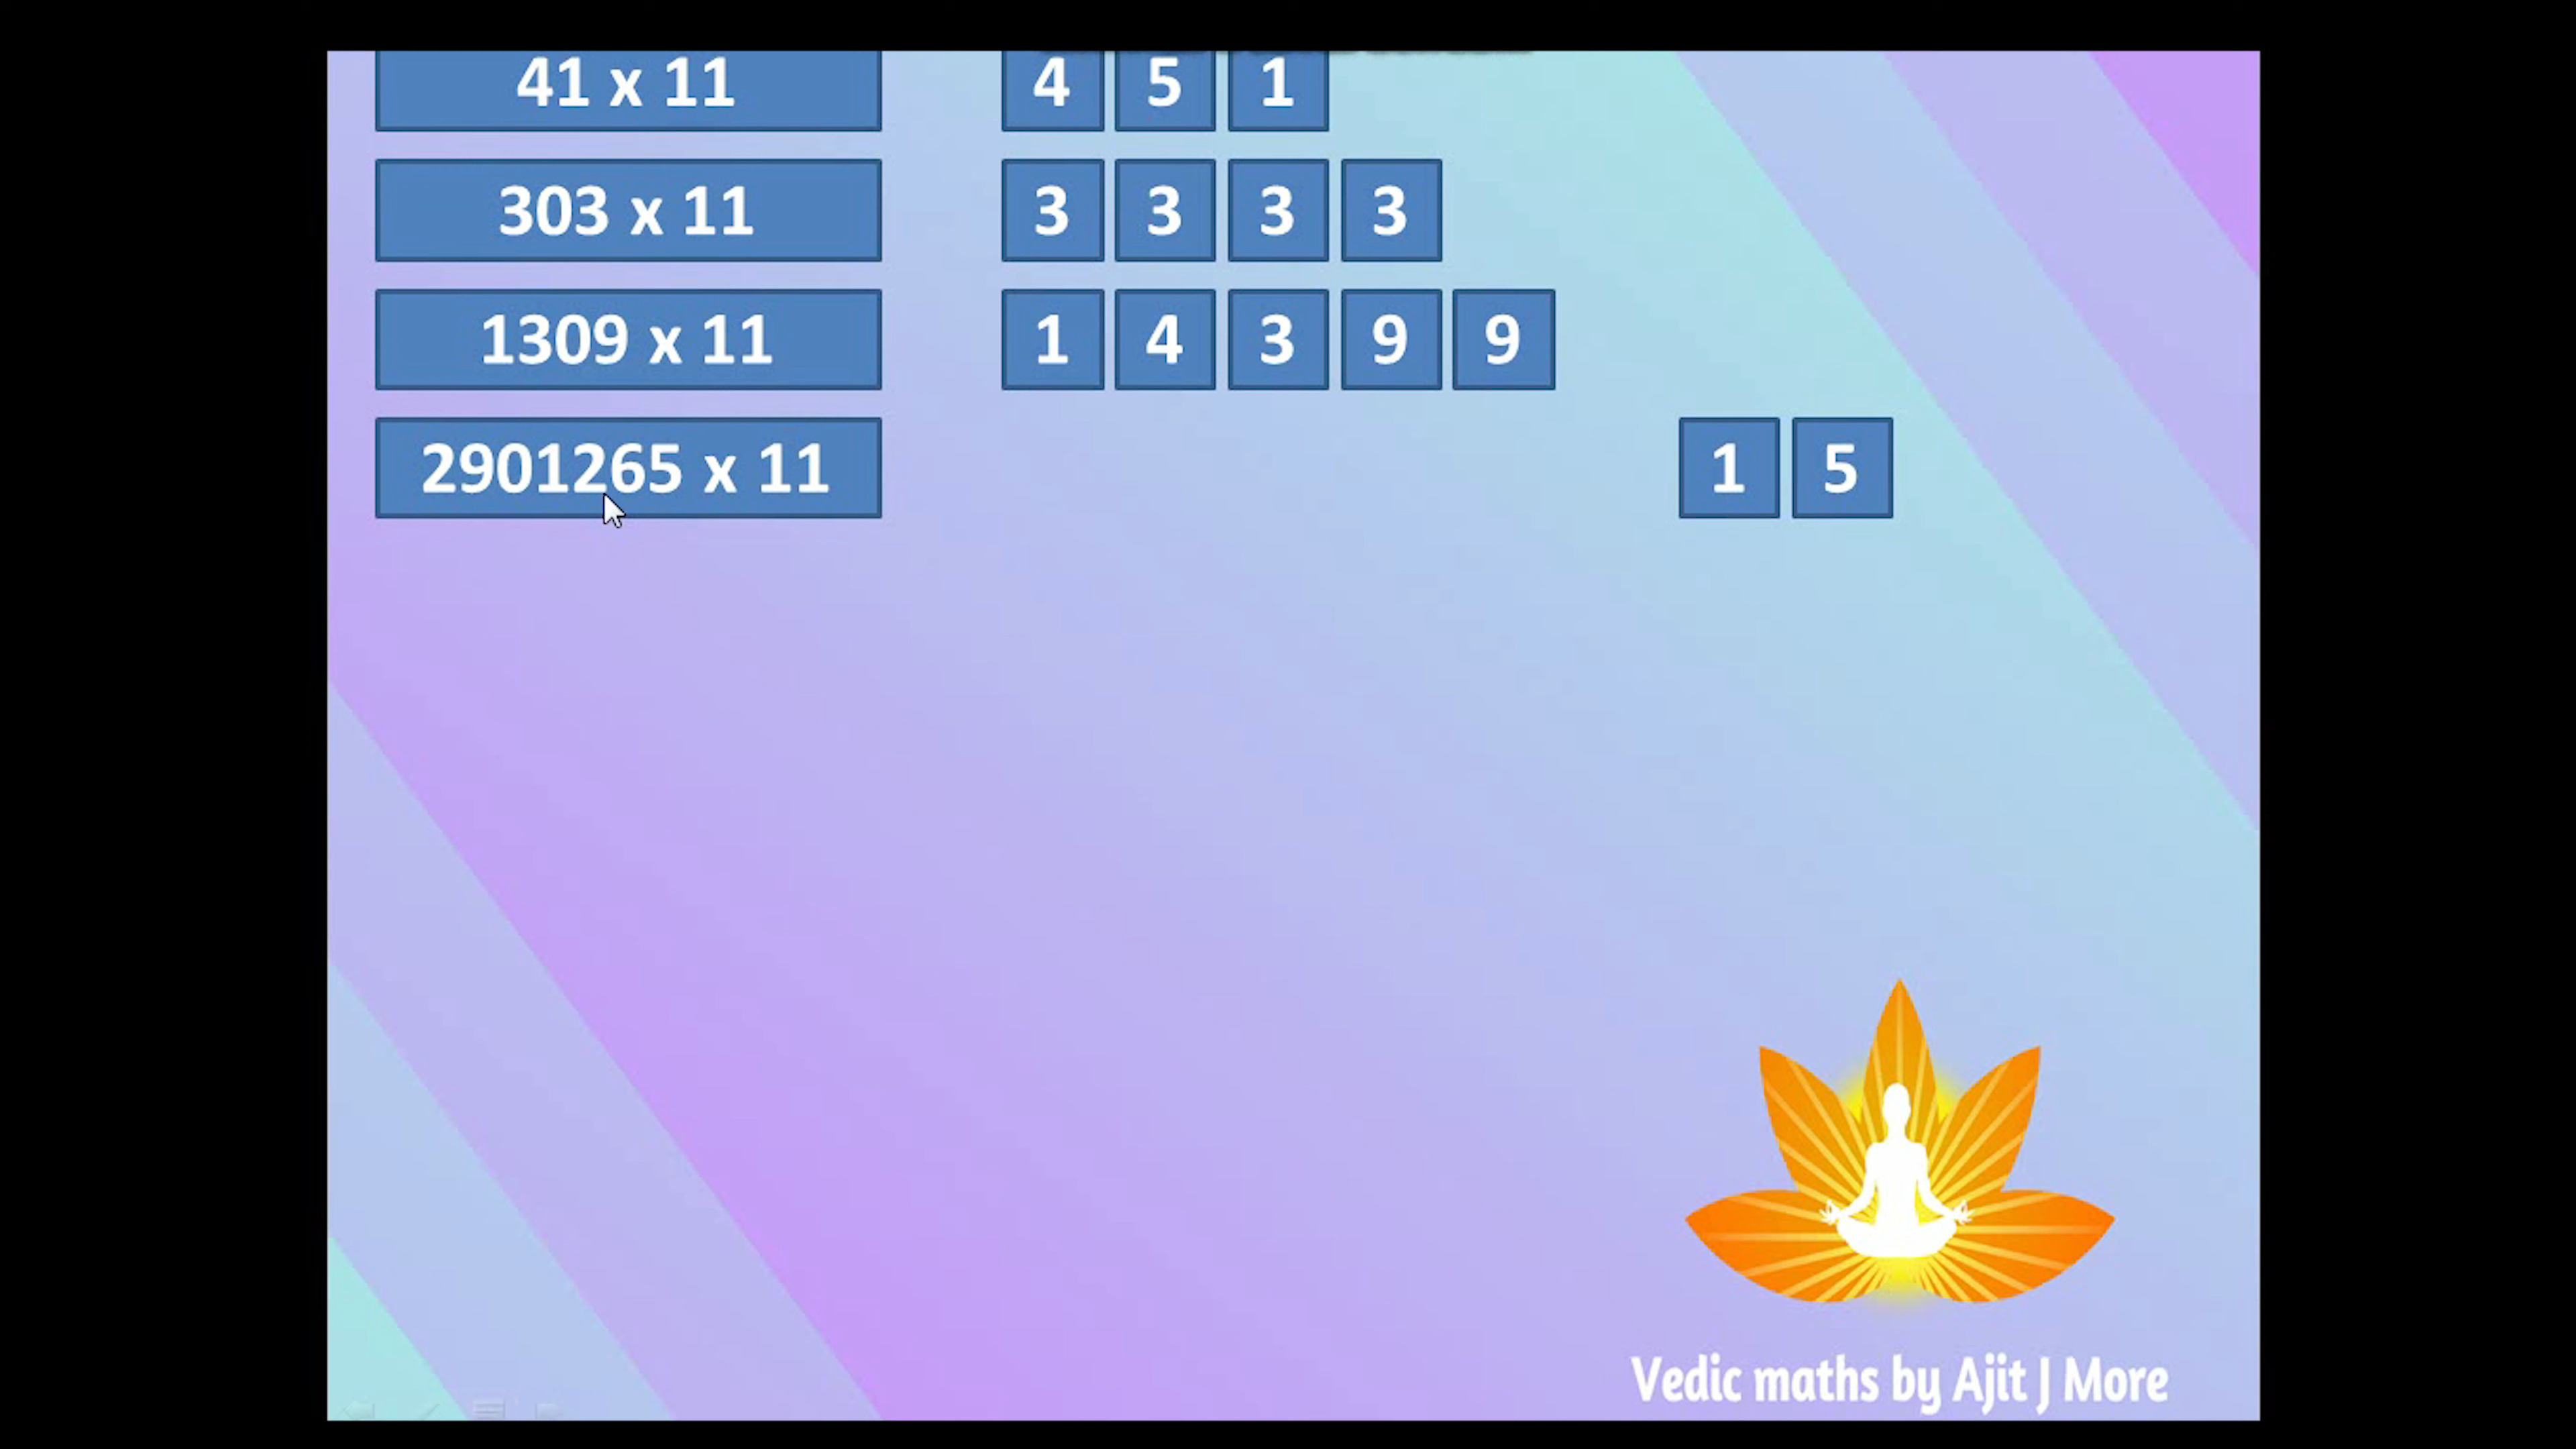 41 x 11 4 5 1
303 x 11 3 3 3 3
1309 x 11 1 4 3 9 9
2901265 x 11 1 5
Vedic maths by Ajit J More